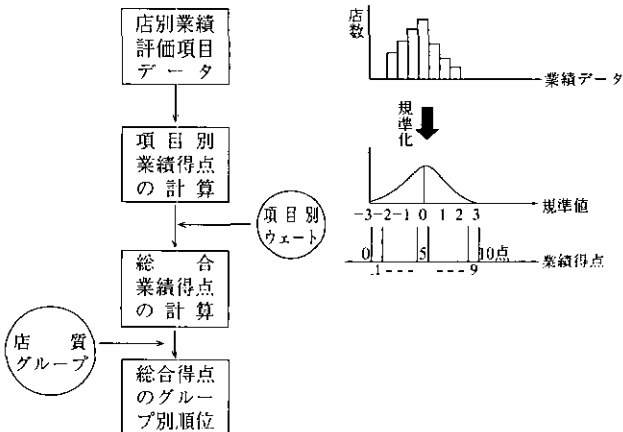 店別業績
評価項目
データ
項目別
業績得点
の計算
項目別
ウェート
総合
業績得点
の計算
店質
グループ
総合得点
のグルー
プ別順位
店数
業績データ
規準化
-3-2-1 0 1 2 3
規準値
0 5 10点
1 ---- ---- 9
業績得点